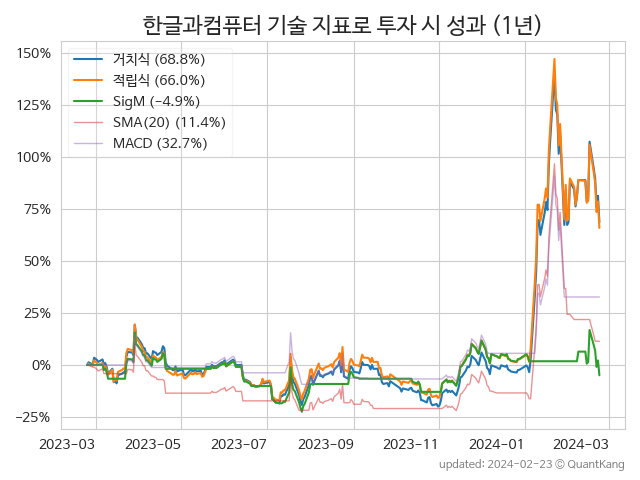 한글과컴퓨터 기술 지표로 투자 시 성과 (1년)
150%
125%
100%
75%
50%
25%
0%
−25%
거치식 (68.8%)
적립식 (66.0%)
SigM (−4.9%)
SMA(20) (11.4%)
MACD (32.7%)
2023-03
2023-05
2023-07
2023-09
2023-11
2024-01
2024-03
updated: 2024-02-23 © QuantKang